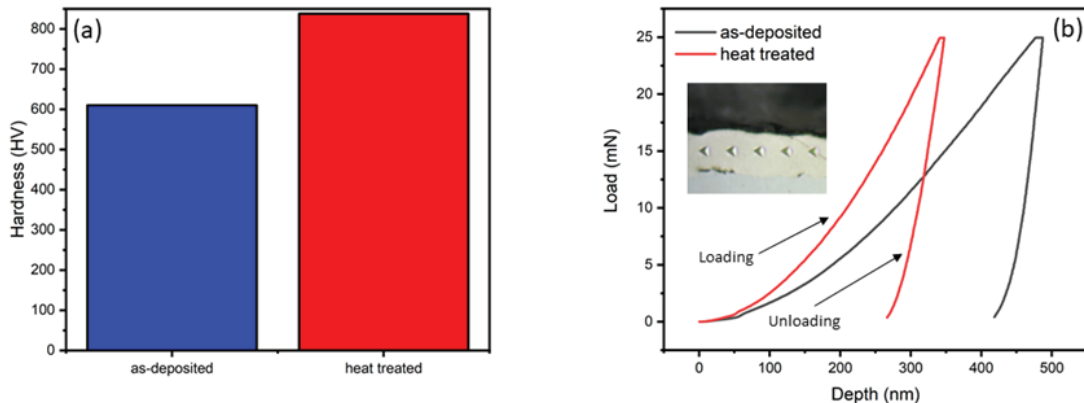 (a)
Hardness (HV)
800
700
600
500
400
300
200
100
0
as-deposited
heat treated
(b)
as-deposited
heat treated
Load (mN)
25
20
15
10
5
0
Loading
Unloading
0
100
200
300
400
500
Depth (nm)